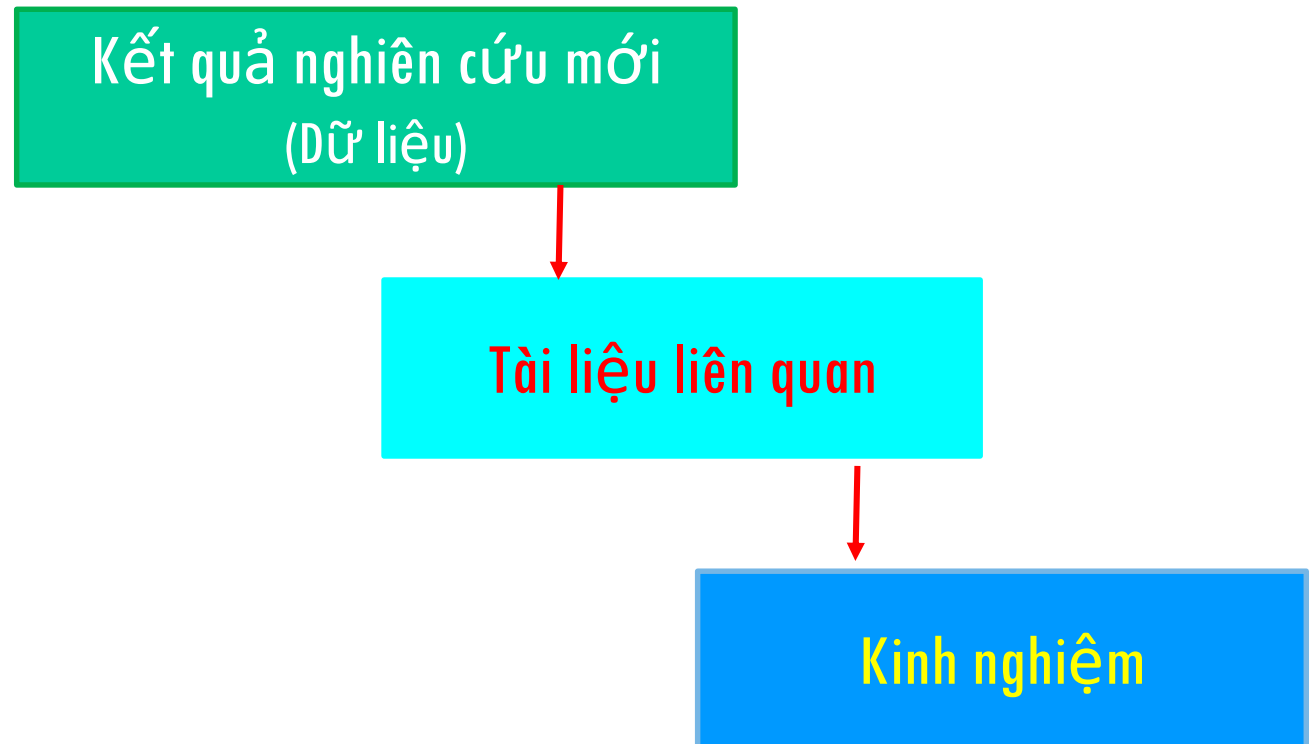 Kết quả nghiên cứu mới
(Dữ liệu)
Tài liệu liên quan
Kinh nghiệm